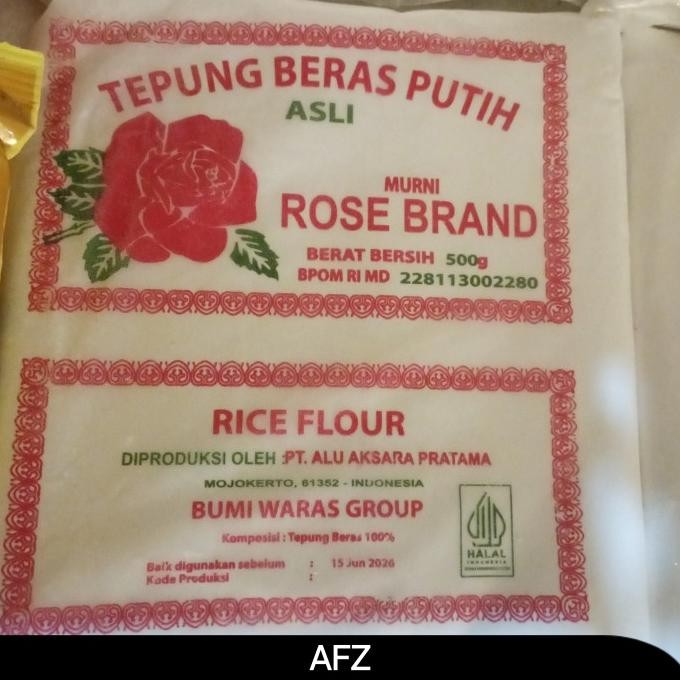 TEPUNG BERAS PUTIH
ASLI
MURNI
ROSE BRAND
BERAT BERSIH 500g
BPOM RI MD 228113002280
RICE FLOUR
DIPRODUKSI OLEH :PT. ALU AKSARA PRATAMA
MOJOKERTO, 61352 - INDONESIA
BUMI WARAS GROUP
Komposisi : Tepung Beras 100%
Baik digunakan sebelum : 15 Jun 2026
Kode Produksi :
HALAL
INDONESIA
AFZ